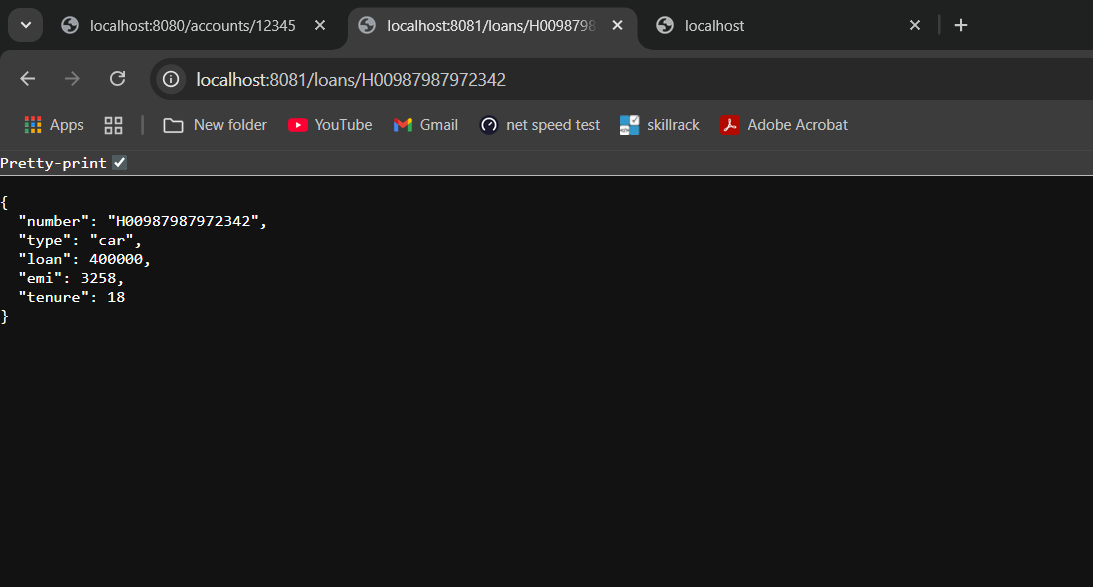 localhost:8080/accounts/12345
localhost:8081/loans/H0098798
localhost
localhost:8081/loans/H00987987972342
Apps New folder YouTube Gmail net speed test skillrack Adobe Acrobat
Pretty-print
{
"number": "H00987987972342",
"type": "car",
"loan": 400000,
"emi": 3258,
"tenure": 18
}